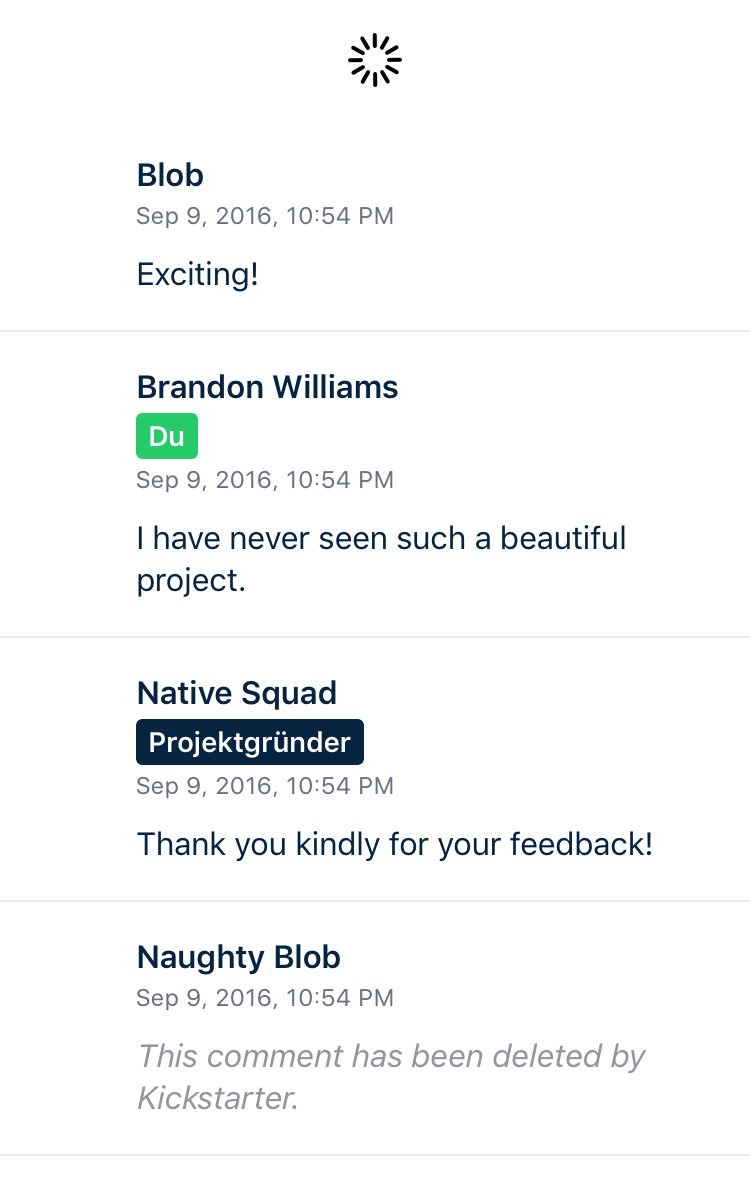 Blob
Sep 9, 2016, 10:54 PM
Exciting!
Brandon Williams
Du
Sep 9, 2016, 10:54 PM
I have never seen such a beautiful
project.
Native Squad
Projektgründer
Sep 9, 2016, 10:54 PM
Thank you kindly for your feedback!
Naughty Blob
Sep 9, 2016, 10:54 PM
This comment has been deleted by
Kickstarter.